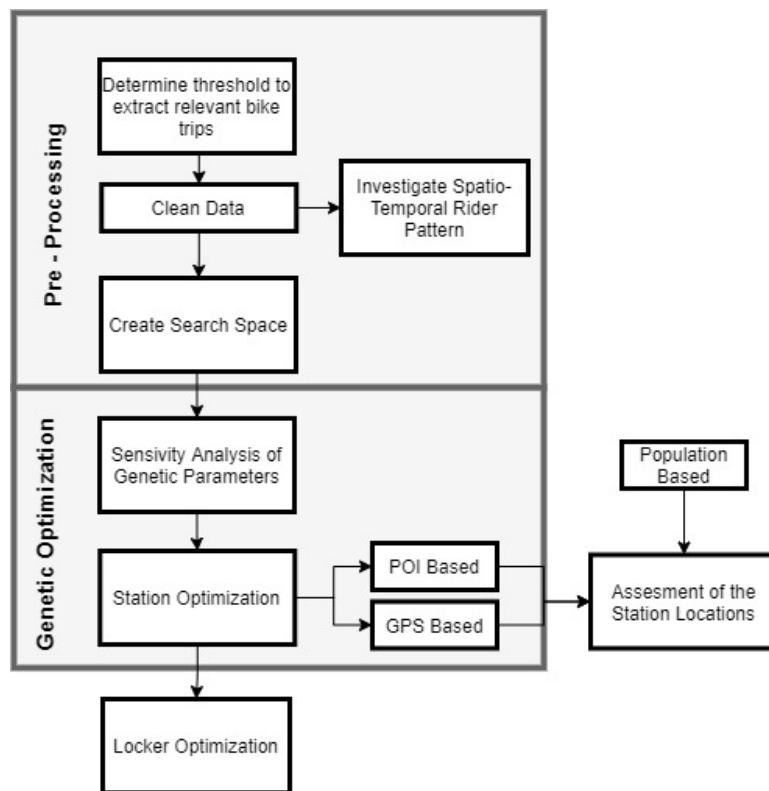 Pre - Processing
Determine threshold to
extract relevant bike
trips
Clean Data
Investigate Spatio-
Temporal Rider
Pattern
Create Search Space
Genetic Optimization
Sensivity Analysis of
Genetic Parameters
Station Optimization
POI Based
GPS Based
Population
Based
Assesment of the
Station Locations
Locker Optimization